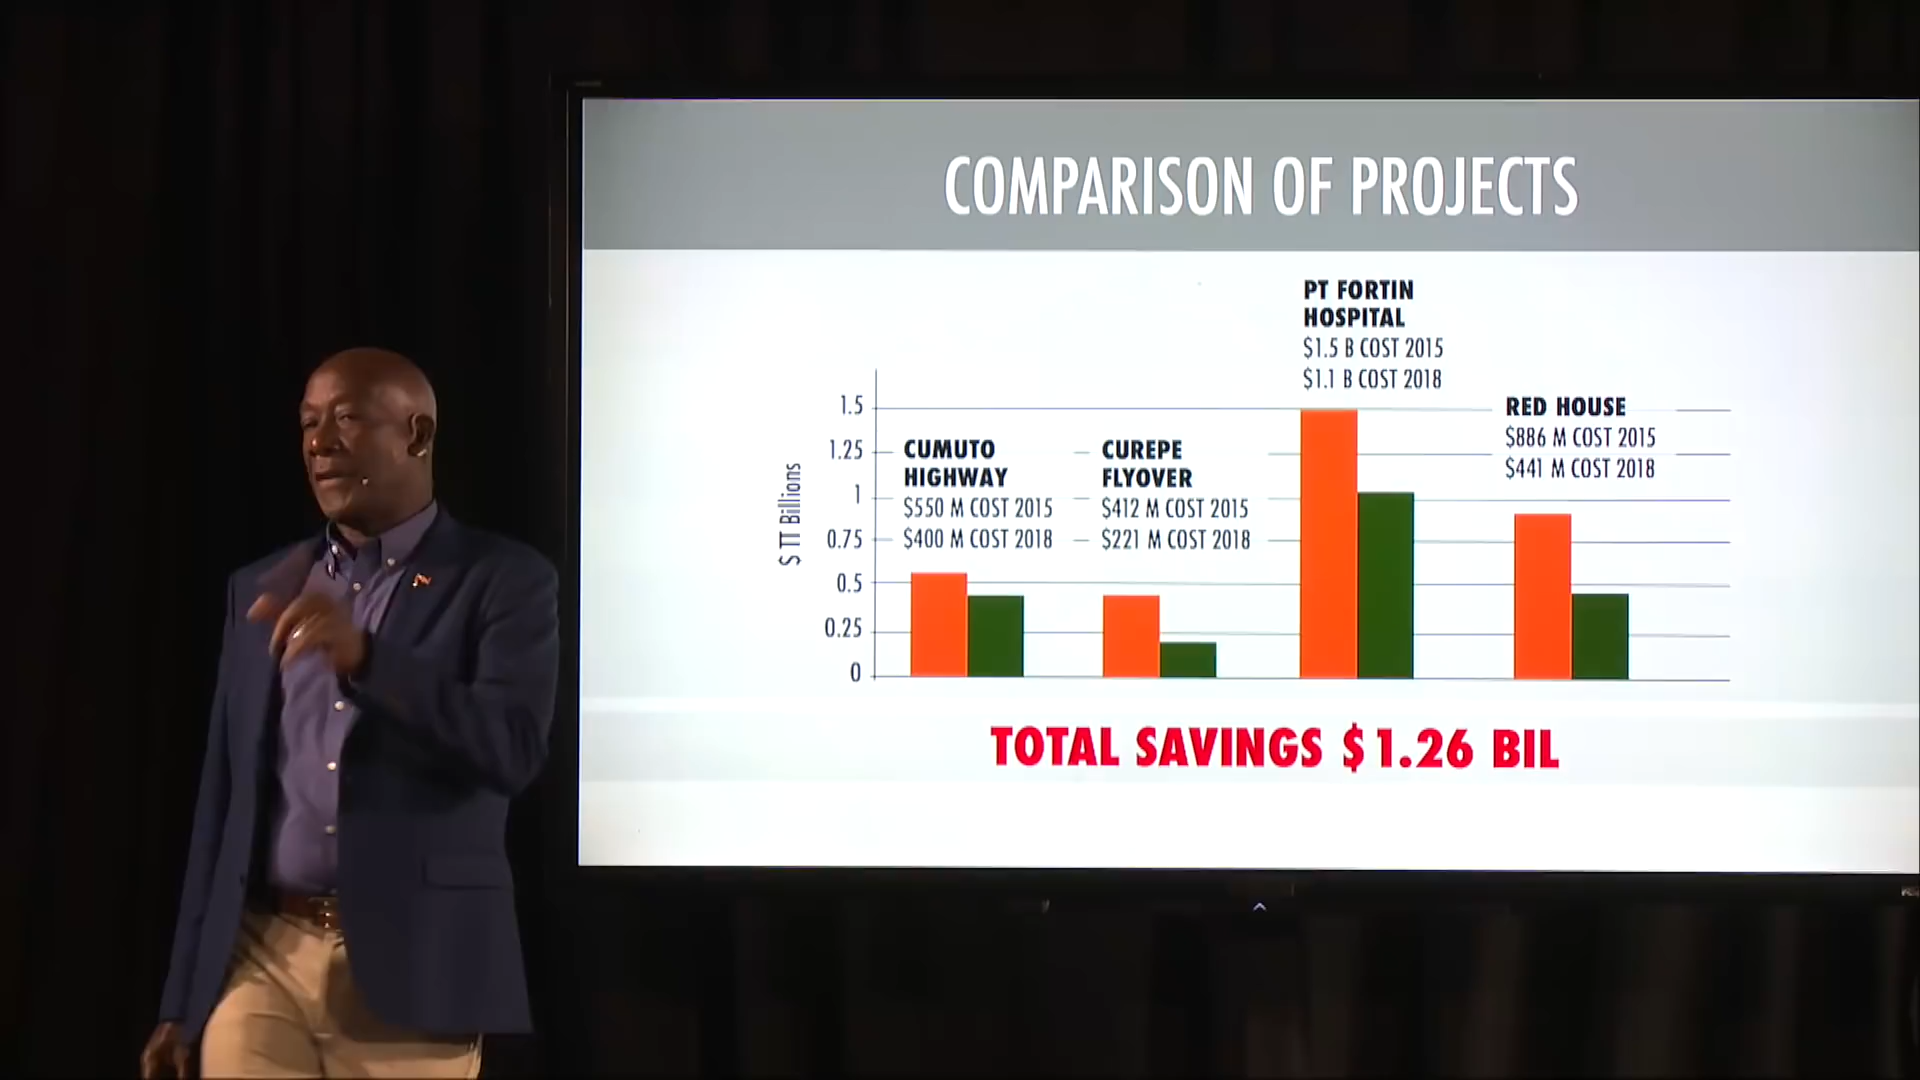 COMPARISON OF PROJECTS
PT FORTIN
HOSPITAL
$1.5 B COST 2015
$1.1 B COST 2018
RED HOUSE
$886 M COST 2015
$441 M COST 2018
CUMUTO
HIGHWAY
$550 M COST 2015
$400 M COST 2018
CUREPE
FLYOVER
$412 M COST 2015
$221 M COST 2018
$ TT Billions
1.5
1.25
1
0.75
0.5
0.25
0
TOTAL SAVINGS $1.26 BIL